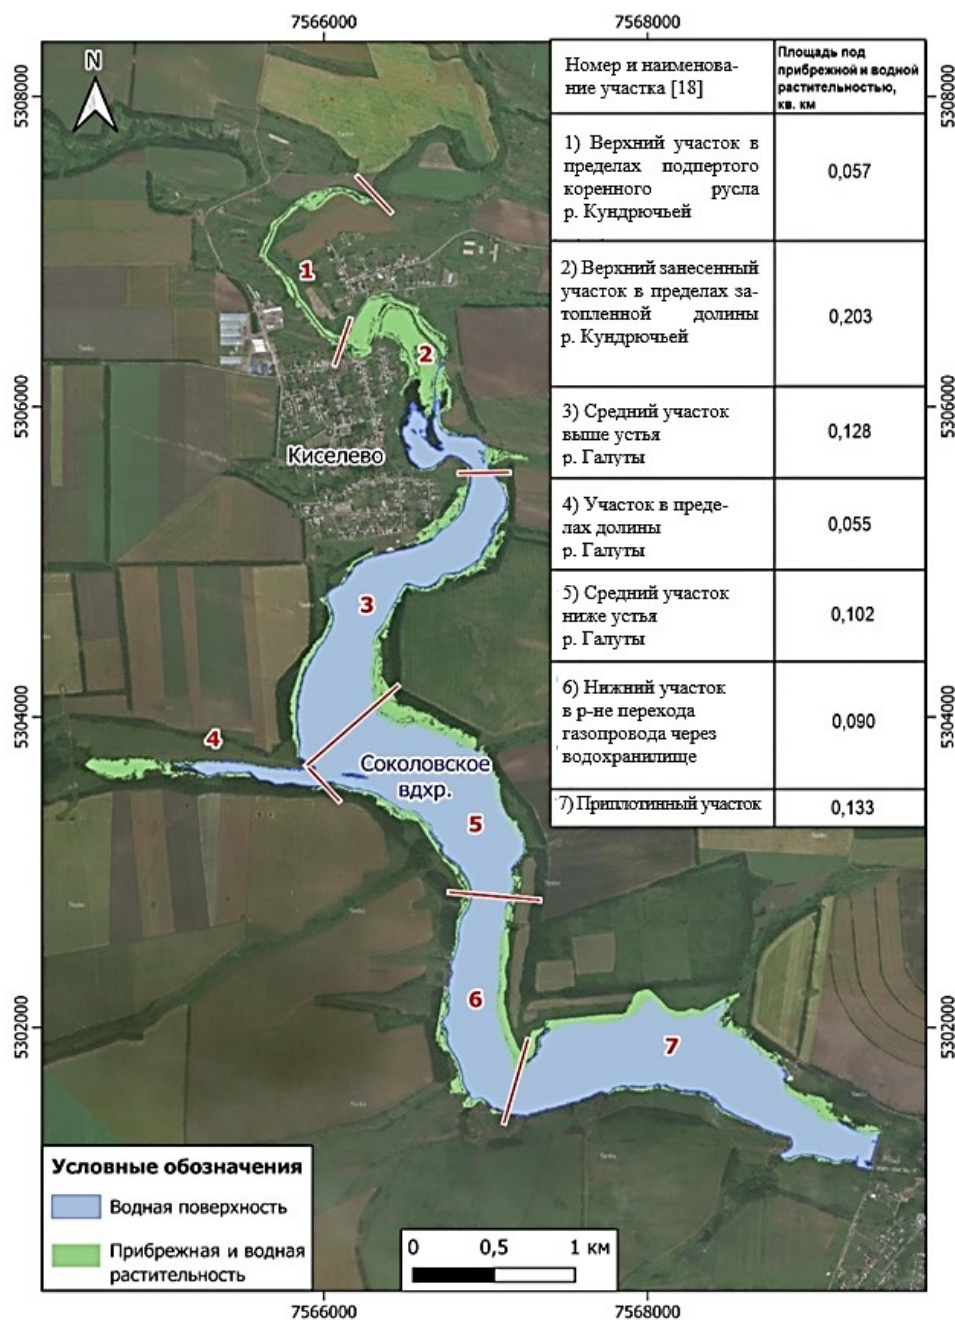 7566000
7568000
N
5308000
5308000
Номер и наименова-
ние участка [18]
Площадь под
прибрежной и водной
растительностью,
кв. км
1) Верхний участок в
пределах подпертого
коренного русла
р. Кундрючьей
0,057
2) Верхний занесенный
участок в пределах за-
топленной долины
р. Кундрючьей
0,203
3) Средний участок
выше устья
р. Галуты
0,128
4) Участок в преде-
лах долины
р. Галуты
0,055
5) Средний участок
ниже устья
р. Галуты
0,102
6) Нижний участок
в р-не перехода
газопровода через
водохранилище
0,090
7) Приплотинный участок
0,133
1
2
5306000
5306000
Киселево
3
5304000
5304000
4
Соколовское
вдхр.
5
6
5302000
5302000
7
Условные обозначения
Водная поверхность
Прибрежная и водная
растительность
0 0,5 1 км
7566000
7568000